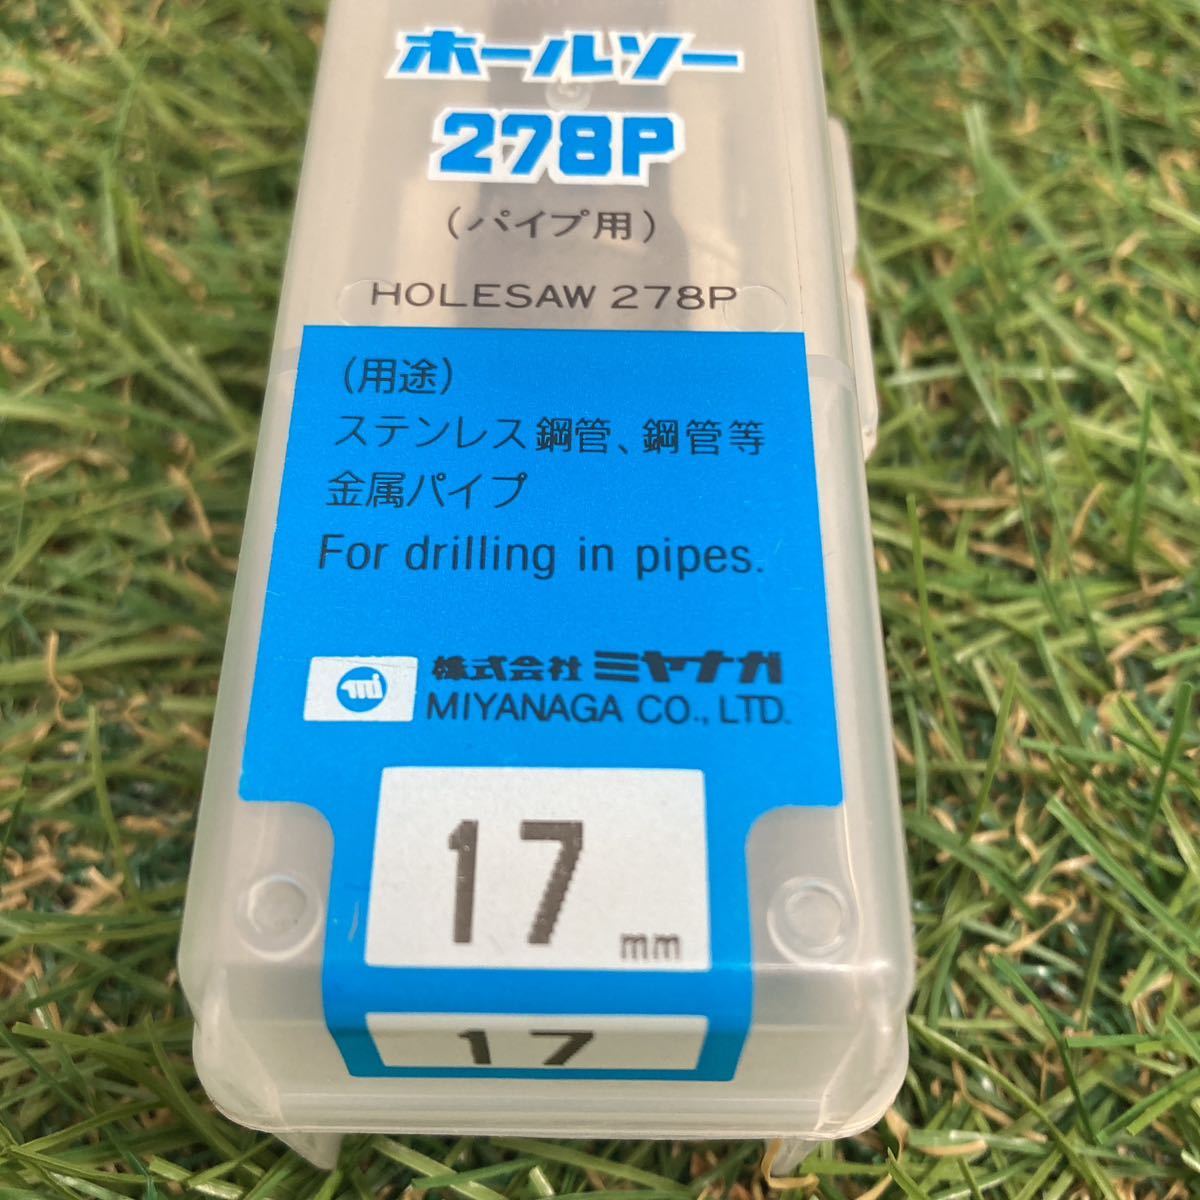 ホールソー
278P
（パイプ用）
HOLESAW 278P
（用途）
ステンレス鋼管、鋼管等
金属パイプ
For drilling in pipes.
株式会社 ミヤナガ
MIYANAGA CO., LTD.
17
mm
17